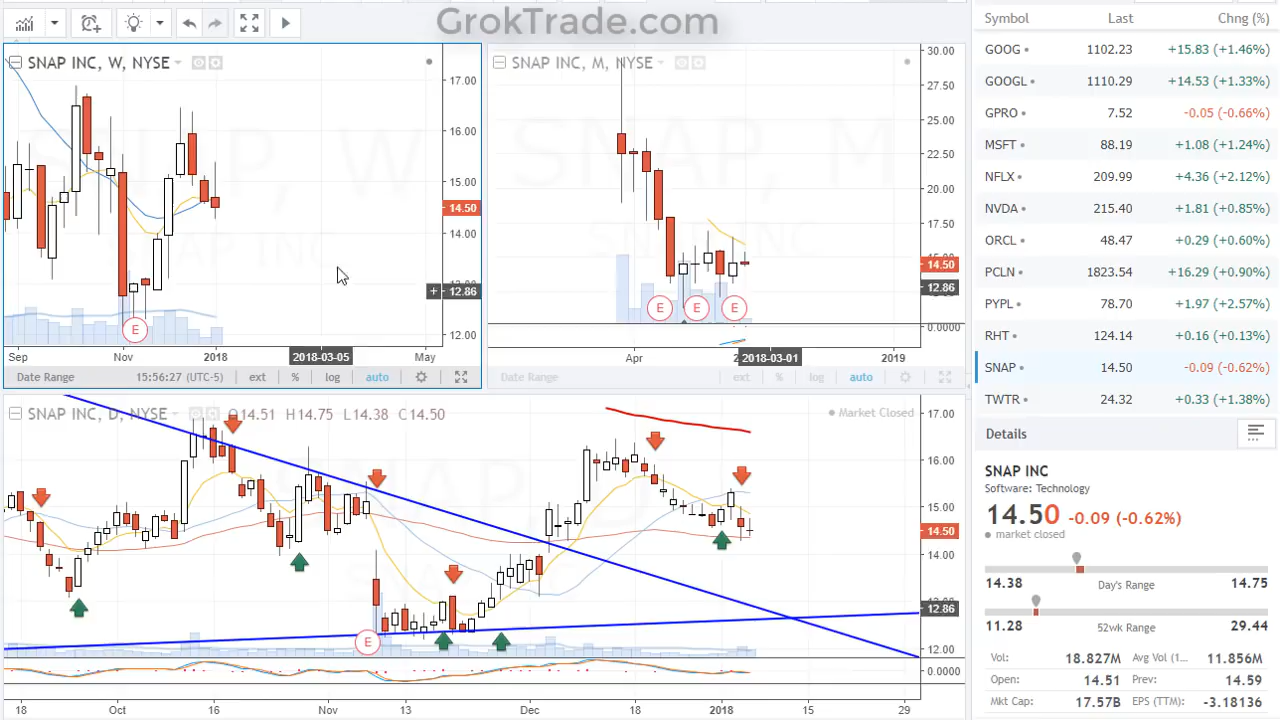 GrokTrade.com
SNAP INC, W, NYSE
17.00
16.00
15.00
14.50
14.00
12.86
12.00
Sep Nov 2018 2018-03-05 May
Date Range 15:56:27 (UTC-5) ext % log auto
SNAP INC, M, NYSE
30.00
27.50
25.00
22.50
20.00
17.50
14.50
12.86
0.0000
E E E
E
Apr 2018-03-01 2019
Date Range ext % log auto
SNAP INC, D, NYSE O14.51 H14.75 L14.38 C14.50
Market Closed
17.00
16.00
15.00
14.50
14.00
12.86
12.00
0.0000
E
18 Oct 16 Nov 13 Dec 18 2018 15 29
Symbol Last Chng (%)
GOOG 1102.23 +15.83 (+1.46%)
GOOGL 1110.29 +14.53 (+1.33%)
GPRO 7.52 -0.05 (-0.66%)
MSFT 88.19 +1.08 (+1.24%)
NFLX 209.99 +4.36 (+2.12%)
NVDA 215.40 +1.81 (+0.85%)
ORCL 48.47 +0.29 (+0.60%)
PCLN 1823.54 +16.29 (+0.90%)
PYPL 78.70 +1.97 (+2.57%)
RHT 124.14 +0.16 (+0.13%)
SNAP 14.50 -0.09 (-0.62%)
TWTR 24.32 +0.33 (+1.38%)
Details
SNAP INC
Software: Technology
14.50 -0.09 (-0.62%)
market closed
14.38 Day's Range 14.75
11.28 52wk Range 29.44
Vol: 18.827M Avg Vol (1... 11.856M
Open: 14.51 Prev: 14.59
Mkt Cap: 17.57B EPS (TTM): -3.18136